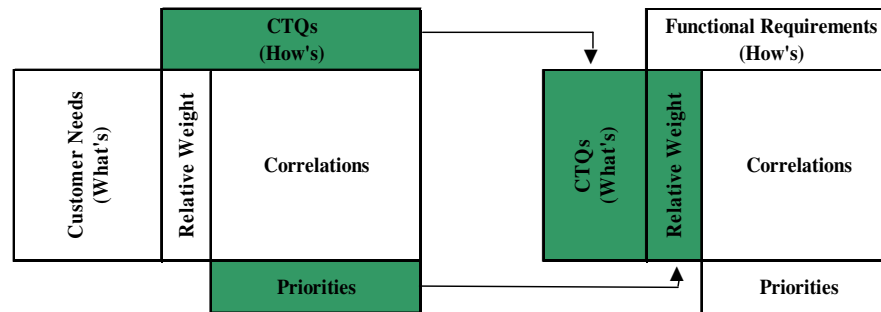 CTQs
(How's)
Customer Needs
(What's)
Relative Weight
Correlations
Priorities
Functional Requirements
(How's)
CTQs
(What's)
Relative Weight
Correlations
Priorities